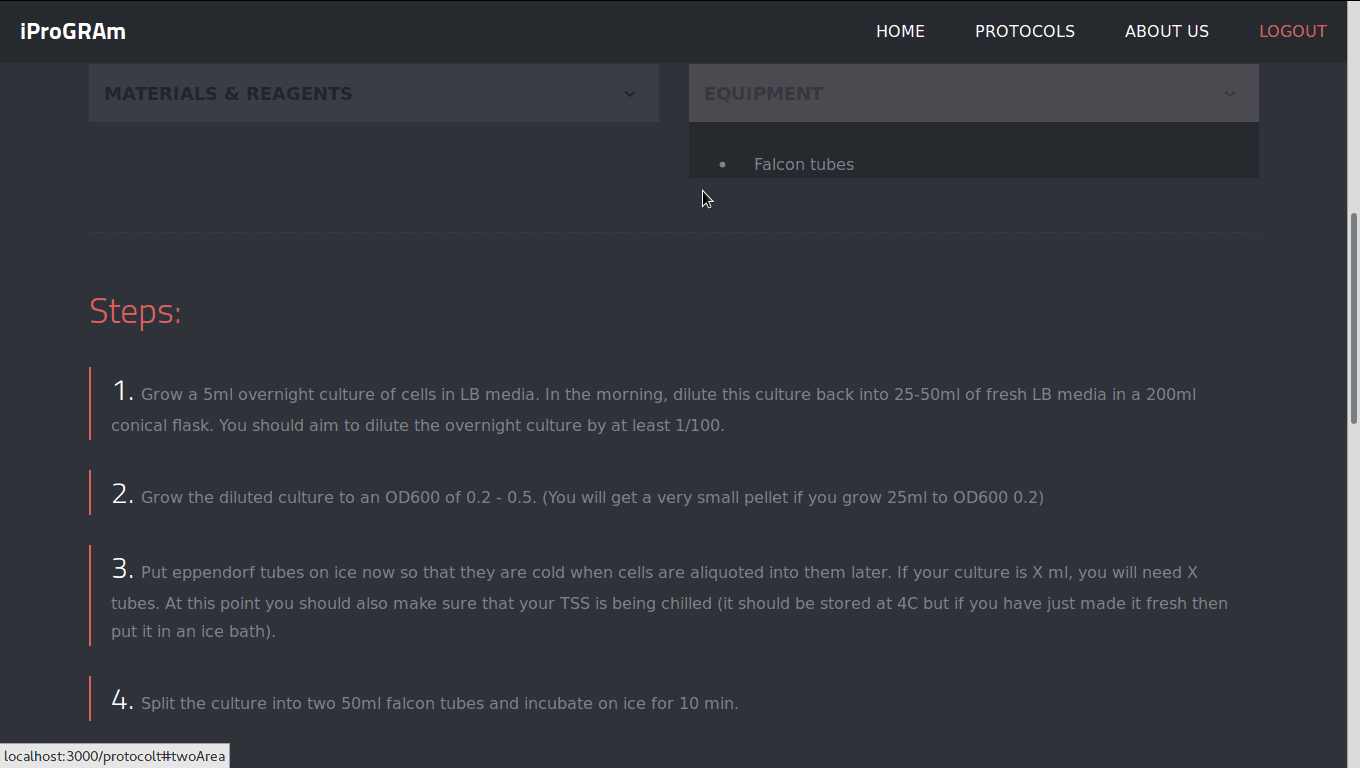 iProGRAm
HOME
PROTOCOLS
ABOUT US
LOGOUT
MATERIALS & REAGENTS
EQUIPMENT
• Falcon tubes
Steps:
1. Grow a 5ml overnight culture of cells in LB media. In the morning, dilute this culture back into 25-50ml of fresh LB media in a 200ml
conical flask. You should aim to dilute the overnight culture by at least 1/100.
2. Grow the diluted culture to an OD600 of 0.2 - 0.5. (You will get a very small pellet if you grow 25ml to OD600 0.2)
3. Put eppendorf tubes on ice now so that they are cold when cells are aliquoted into them later. If your culture is X ml, you will need X
tubes. At this point you should also make sure that your TSS is being chilled (it should be stored at 4C but if you have just made it fresh then
put it in an ice bath).
4. Split the culture into two 50ml falcon tubes and incubate on ice for 10 min.
localhost:3000/protocolt#twoArea